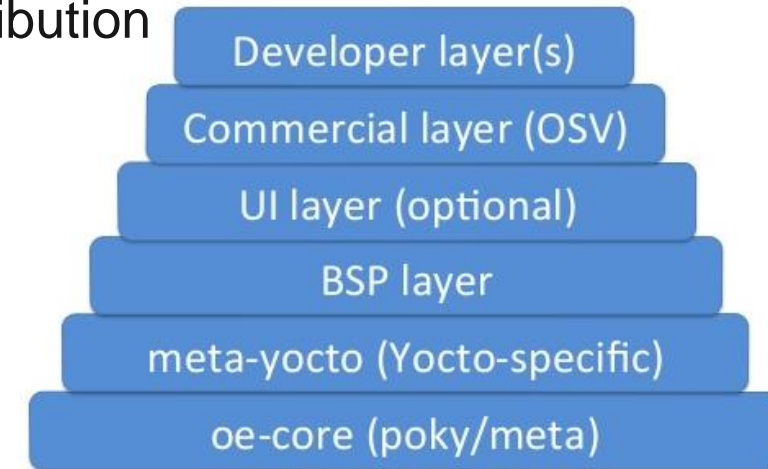 ibution
Developer layer(s)
Commercial layer (OSV)
UI layer (optional)
BSP layer
meta-yocto (Yocto-specific)
oe-core (poky/meta)